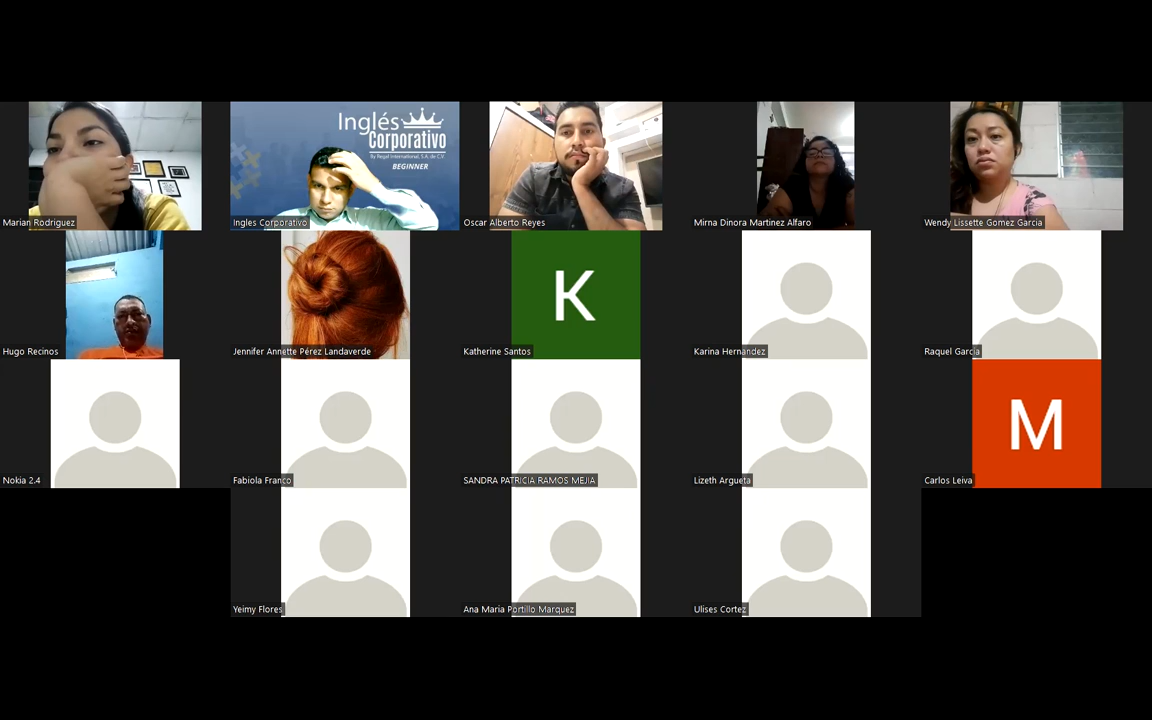 Inglés
Corporativo
By Regal International, S.A. de C.V.
BEGINNER
Marian Rodriguez
Ingles Corporativo
Oscar Alberto Reyes
Mirna Dinora Martinez Alfaro
Wendy Lissette Gomez Garcia
K
Hugo Recinos
Jennifer Annette Pérez Landaverde
Katherine Santos
Karina Hernandez
Raquel Garcia
M
Nokia 2.4
Fabiola Franco
SANDRA PATRICIA RAMOS MEJIA
Lizeth Argueta
Carlos Leiva
Yeimy Flores
Ana Maria Portillo Marquez
Ulises Cortez